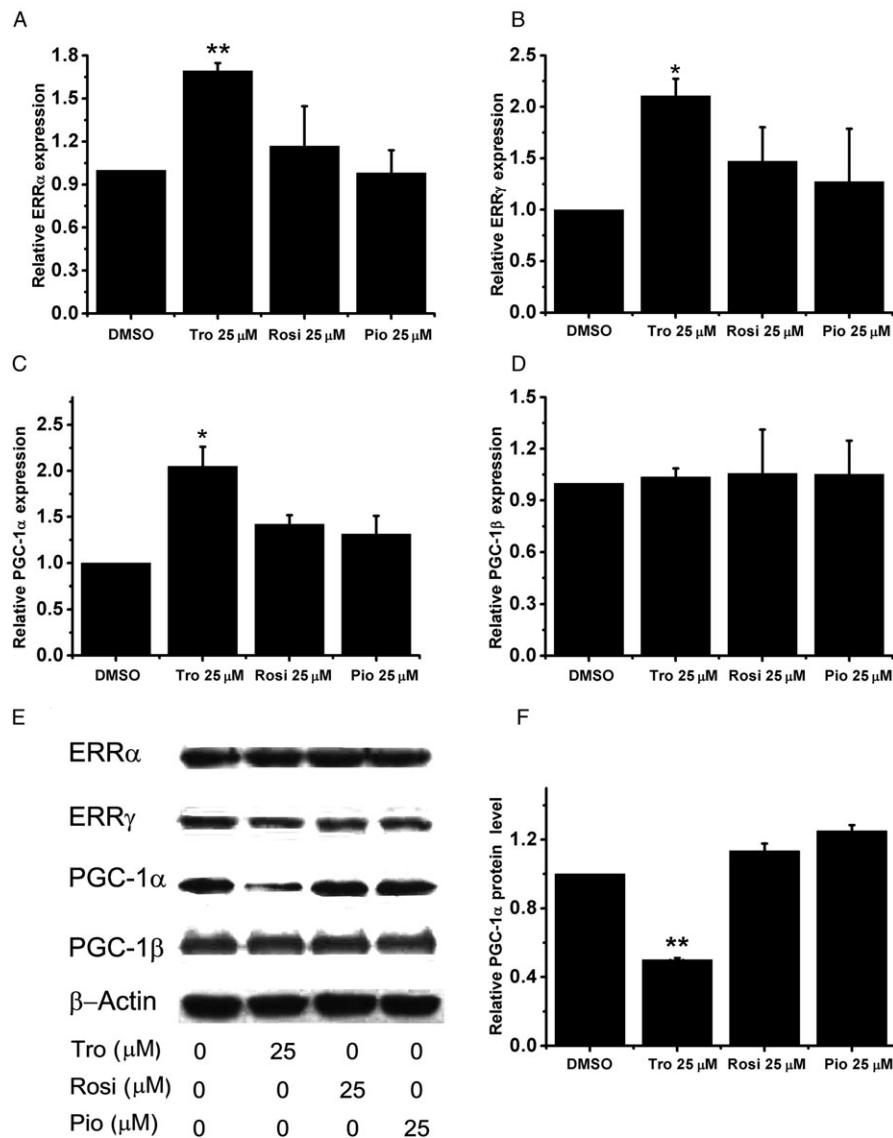 A
Relative ERRα expression
1.8
1.5
1.2
0.9
0.6
0.3
0.0
**
DMSO Tro 25 μM Rosi 25 μM Pio 25 μM
B
Relative ERRγ expression
2.5
2.0
1.5
1.0
0.5
0.0
*
DMSO Tro 25 μM Rosi 25 μM Pio 25 μM
C
Relative PGC-1α expression
2.5
2.0
1.5
1.0
0.5
0.0
*
DMSO Tro 25 μM Rosi 25 μM Pio 25 μM
D
Relative PGC-1β expression
1.5
1.2
0.9
0.6
0.3
0.0
DMSO Tro 25 μM Rosi 25 μM Pio 25 μM
E
ERRα
ERRγ
PGC-1α
PGC-1β
β–Actin
Tro (μM) 0 25 0 0
Rosi (μM) 0 0 25 0
Pio (μM) 0 0 0 25
F
Relative PGC-1α protein level
1.2
0.8
0.4
0.0
**
DMSO Tro 25 μM Rosi 25 μM Pio 25 μM